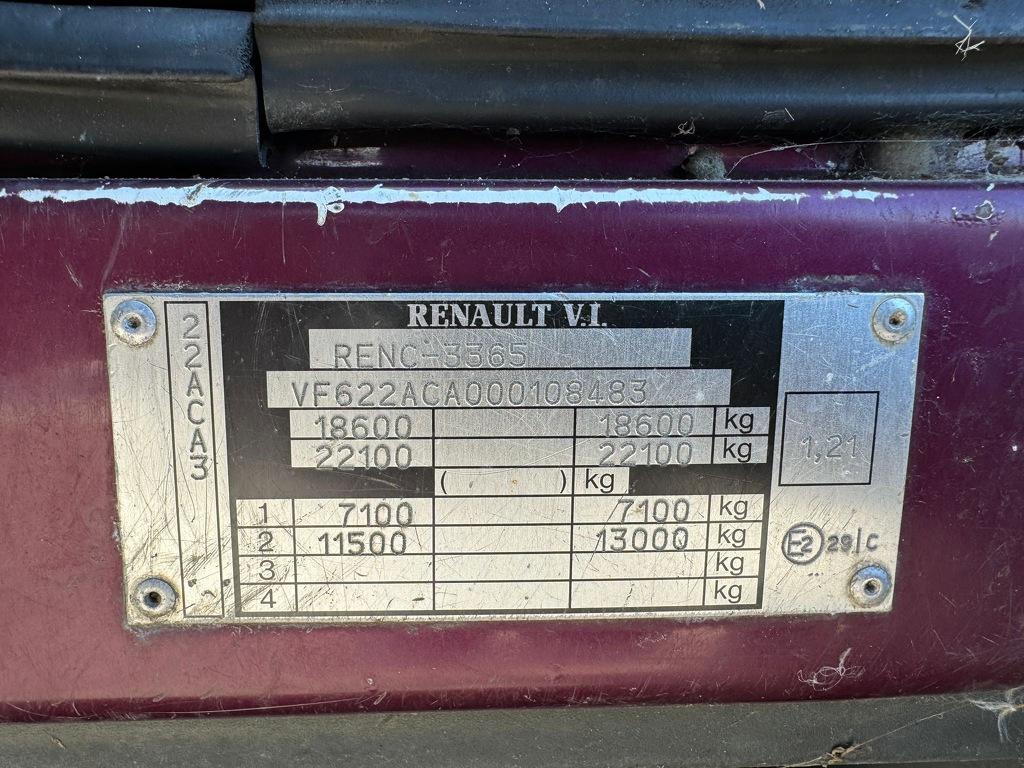 RENAULT V.I.
22ACA3
RENC-3365
VF622ACA000108483
18600 18600 kg
22100 22100 kg
( ) kg
1,21
1 7100 7100 kg
2 11500 13000 kg
3 kg
4 kg
E2 29IC